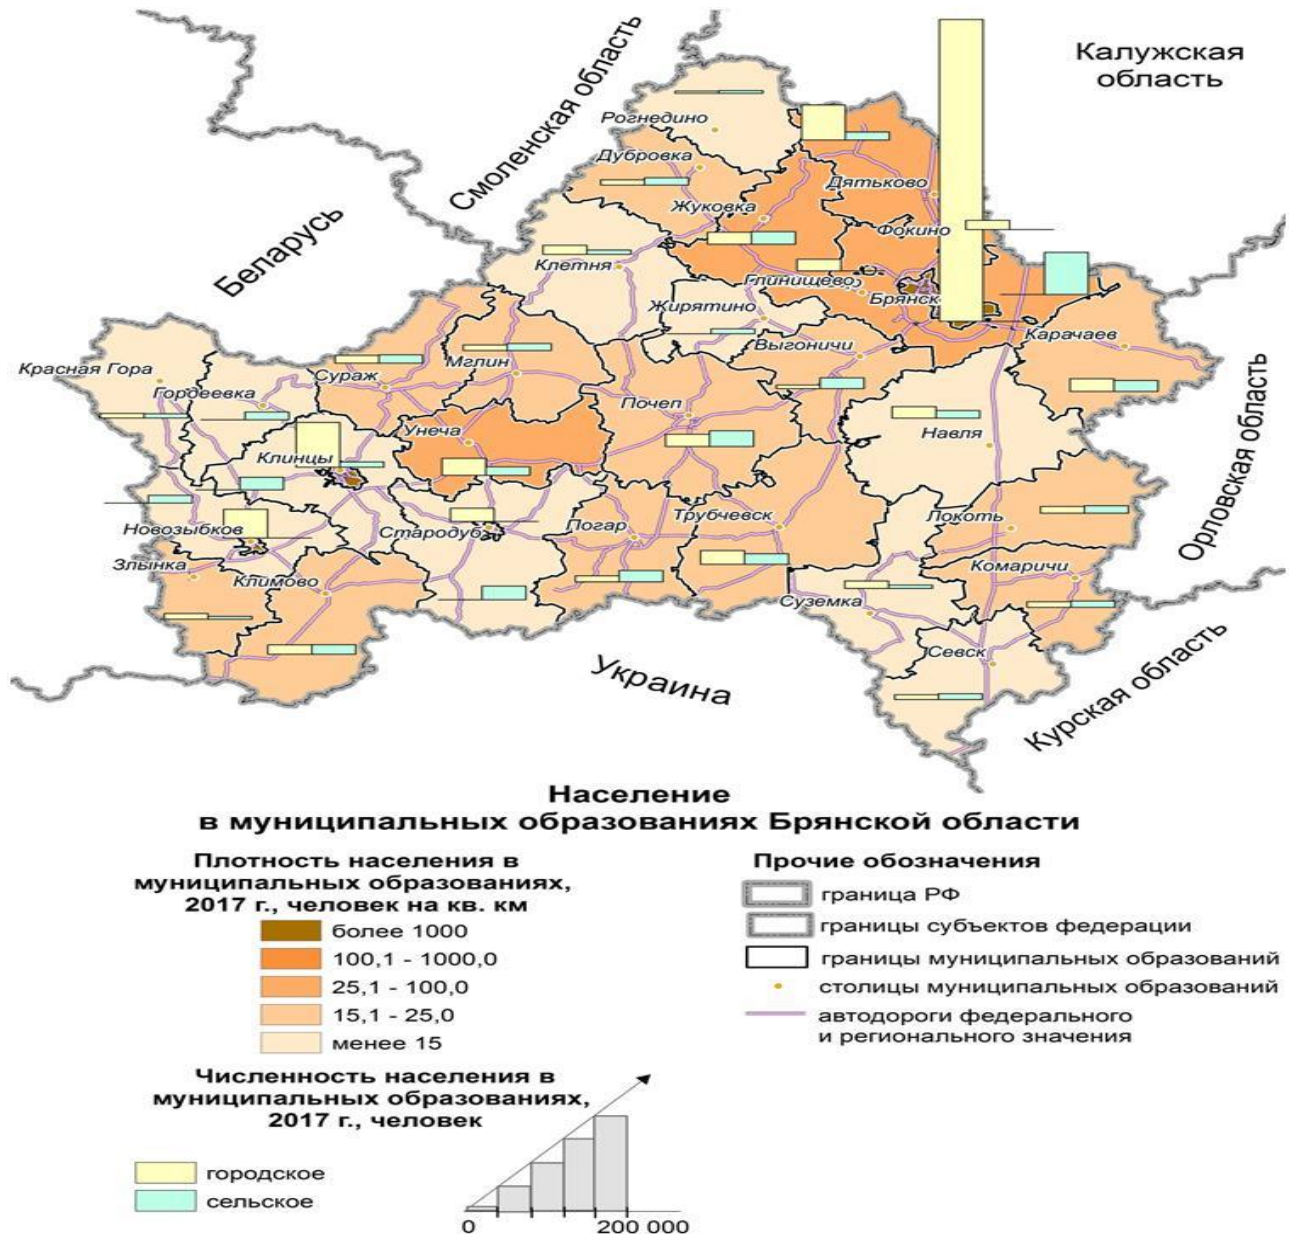 Калужская
область
Смоленская область
Беларусь
Рогнедино
Дубровка
Дятьково
Жуковка
Фокино
Клетня
Глинищево
Брянск
Жирятино
Карачаев
Выгоничи
Красная Гора
Мглин
Сураж
Гордеевка
Почеп
Унеча
Навля
Клинцы
Орловская область
Новозыбков
Стародуб
Погар
Трубчевск
Локоть
Злынка
Климово
Комаричи
Суземка
Севск
Украина
Курская область
Население
в муниципальных образованиях Брянской области
Плотность населения в
муниципальных образованиях,
2017 г., человек на кв. км
более 1000
100,1 - 1000,0
25,1 - 100,0
15,1 - 25,0
менее 15
Численность населения в
муниципальных образованиях,
2017 г., человек
городское
сельское
0
200 000
Прочие обозначения
граница РФ
границы субъектов федерации
границы муниципальных образований
столицы муниципальных образований
автодороги федерального
и регионального значения